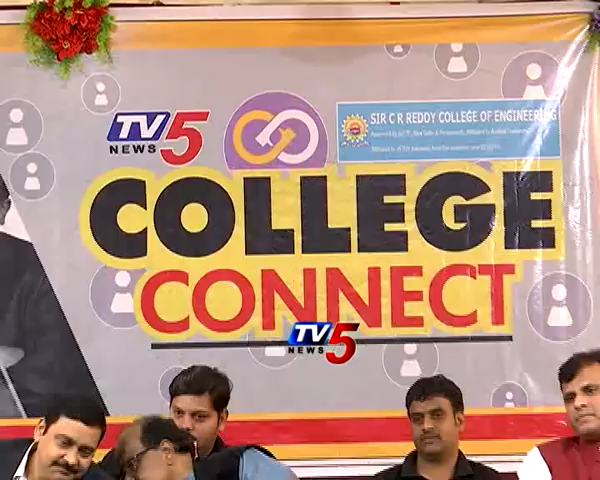 TV5
NEWS
SIR C R REDDY COLLEGE OF ENGINEERING
COLLEGE
CONNECT
TV5
NEWS